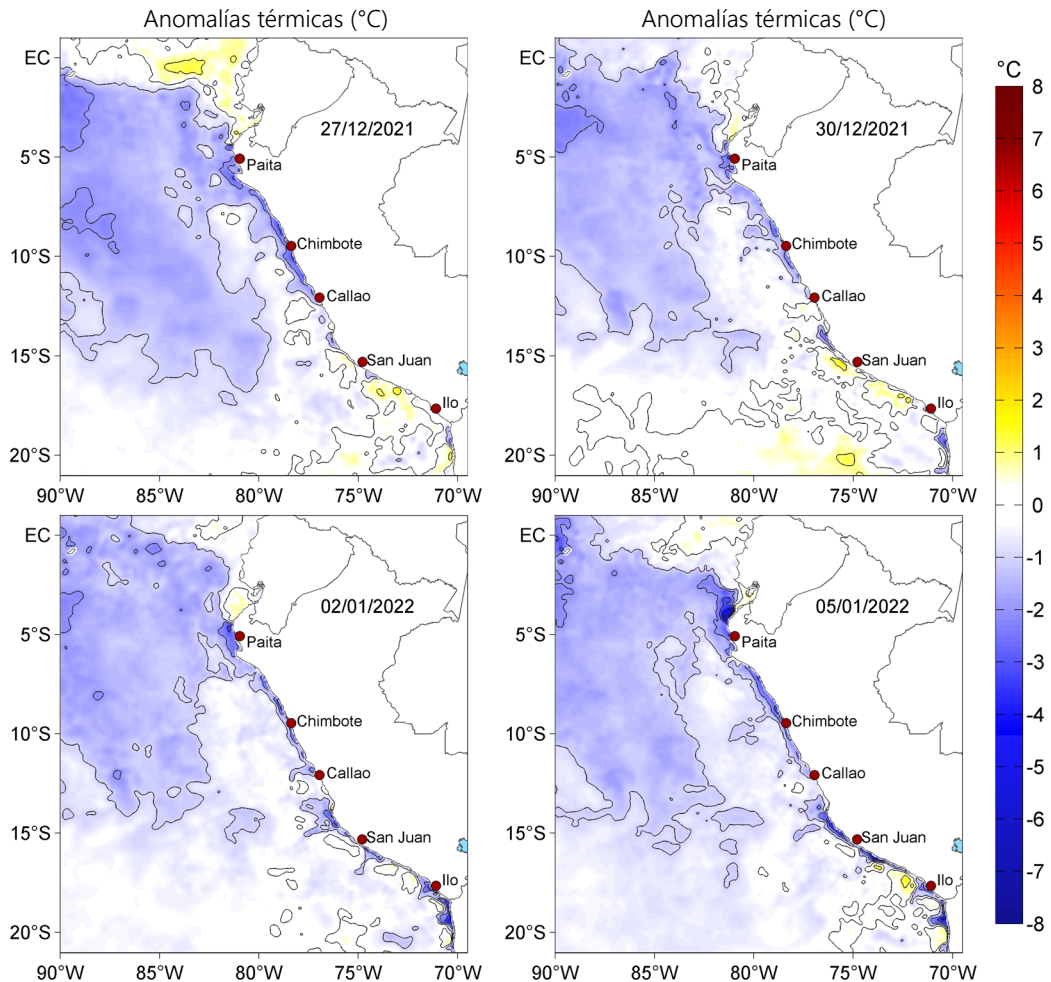 Anomalías térmicas (°C)
Anomalías térmicas (°C)
EC
5°S
10°S
15°S
20°S
90°W
85°W
80°W
75°W
70°W
27/12/2021
Paita
Chimbote
Callao
San Juan
Ilo
EC
5°S
10°S
15°S
20°S
90°W
85°W
80°W
75°W
70°W
30/12/2021
Paita
Chimbote
Callao
San Juan
Ilo
EC
5°S
10°S
15°S
20°S
90°W
85°W
80°W
75°W
70°W
02/01/2022
Paita
Chimbote
Callao
San Juan
Ilo
EC
5°S
10°S
15°S
20°S
90°W
85°W
80°W
75°W
70°W
05/01/2022
Paita
Chimbote
Callao
San Juan
Ilo
°C
8
7
6
5
4
3
2
1
0
-1
-2
-3
-4
-5
-6
-7
-8